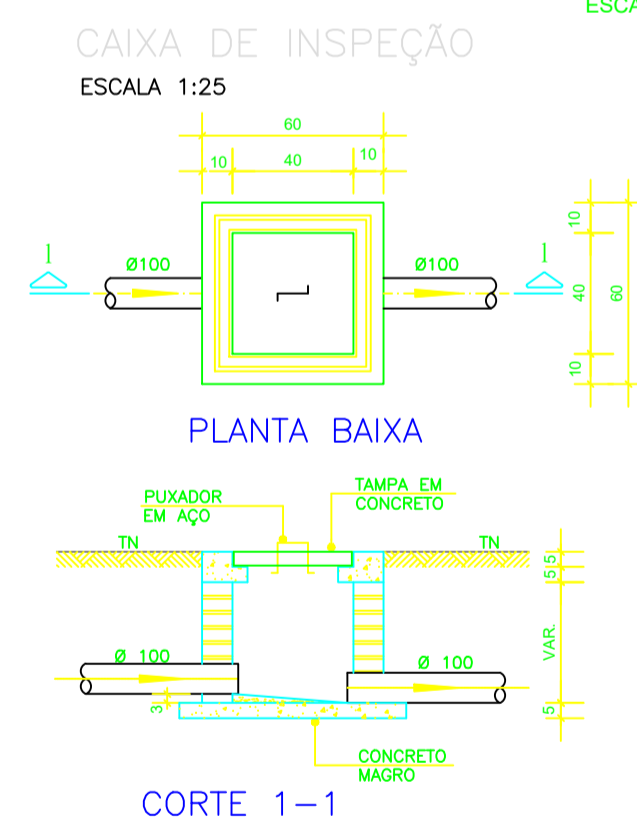 ESCA
CAIXA DE INSPEÇÃO
ESCALA 1:25
60
10 40 10
1 Ø100 Ø100 1
10
40 60
10
PLANTA BAIXA
PUXADOR
EM AÇO
TAMPA EM
CONCRETO
TN TN
5 5
VAR.
Ø 100 Ø 100
3 5
CONCRETO
MAGRO
CORTE 1-1